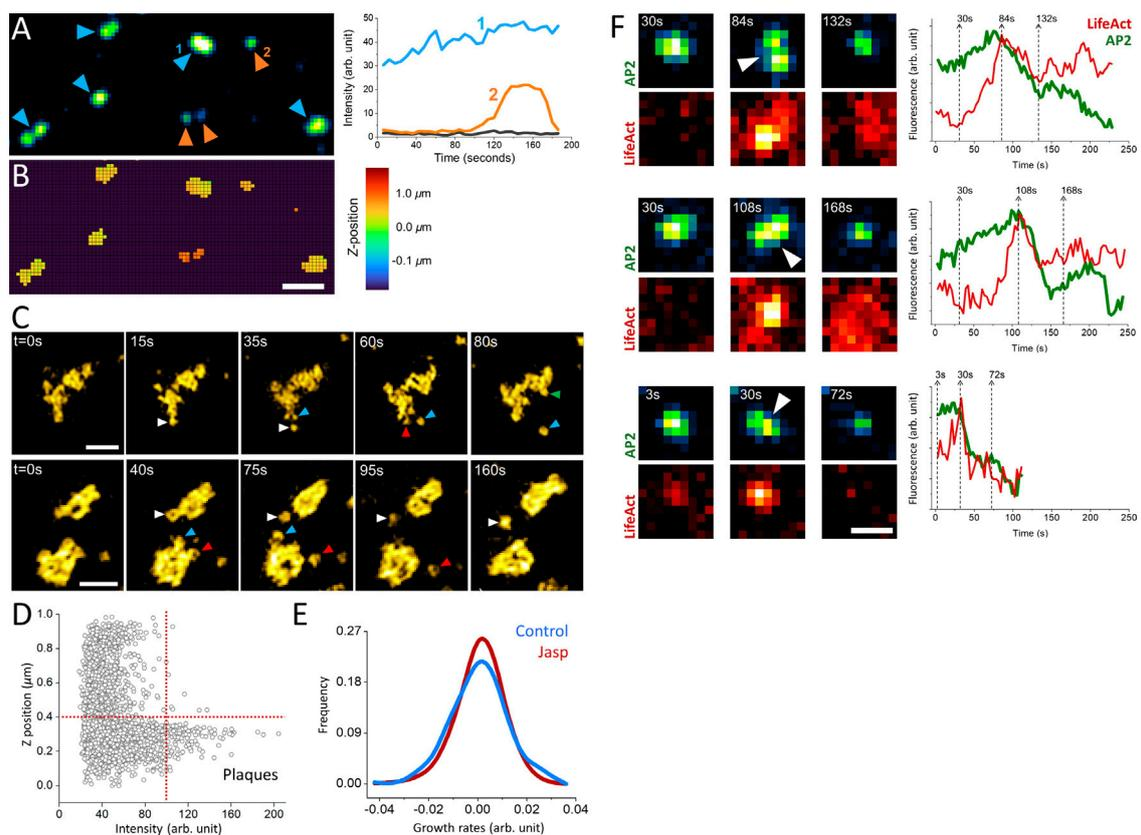 A
1
2
Intensity (arb. unit)
50
40
30
20
10
0
1
2
0
40
80
120
160
200
Time (seconds)
B
Z-position
1.0 µm
0.0 µm
-0.1 µm
C
t=0s
15s
35s
60s
80s
t=0s
40s
75s
95s
160s
D
Z position (µm)
1.0
0.8
0.6
0.4
0.2
0.0
Plaques
0
40
80
120
160
200
Intensity (arb. unit)
E
Frequency
0.27
0.18
0.09
0.00
Control
Jasp
-0.04
-0.02
0.00
0.02
0.04
Growth rates (arb. unit)
F
AP2
30s
84s
132s
LifeAct
Fluorescence (arb. unit)
30s
84s
132s
LifeAct
AP2
0
50
100
150
200
250
Time (s)
AP2
30s
108s
168s
LifeAct
Fluorescence (arb. unit)
30s
108s
168s
0
50
100
150
200
250
Time (s)
AP2
3s
30s
72s
LifeAct
Fluorescence (arb. unit)
3s
30s
72s
0
50
100
150
200
250
Time (s)